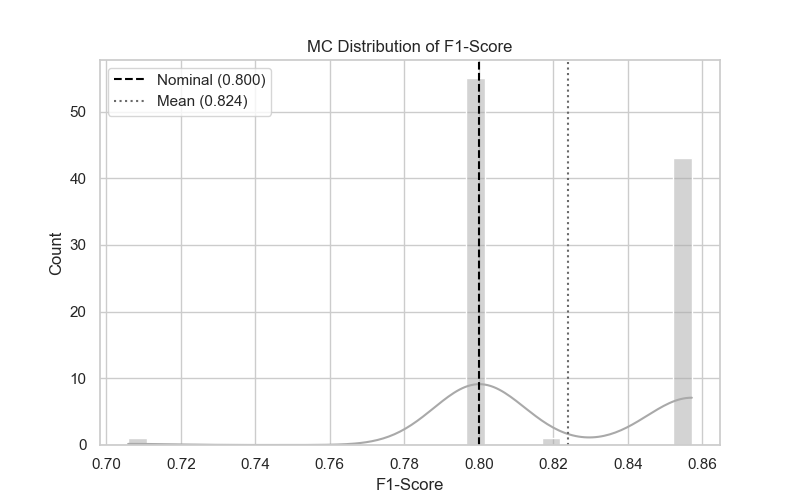 MC Distribution of F1-Score
Nominal (0.800)
Mean (0.824)
Count
50
40
30
20
10
0
0.70 0.72 0.74 0.76 0.78 0.80 0.82 0.84 0.86
F1-Score